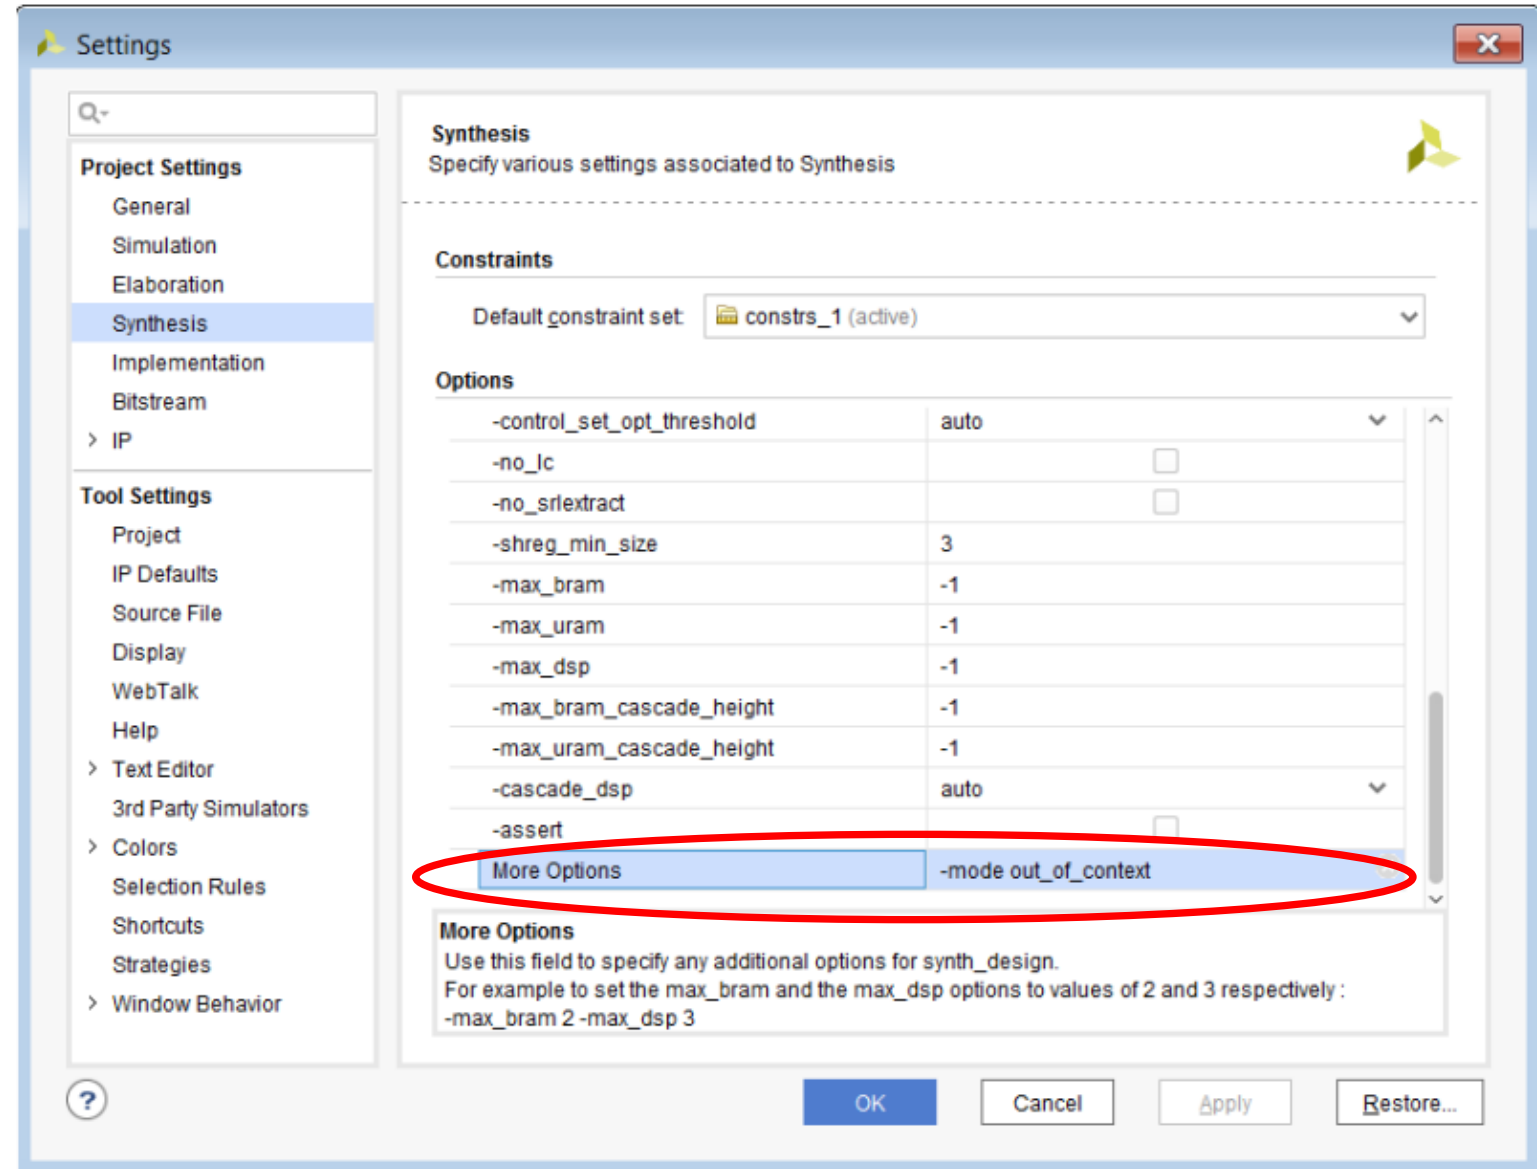 Settings
Project Settings
General
Simulation
Elaboration
Synthesis
Implementation
Bitstream
IP
Tool Settings
Project
IP Defaults
Source File
Display
WebTalk
Help
Text Editor
3rd Party Simulators
Colors
Selection Rules
Shortcuts
Strategies
Window Behavior
Synthesis
Specify various settings associated to Synthesis
Constraints
Default constraint set: constrs_1 (active)
Options
-control_set_opt_threshold auto
-no_lc
-no_srlextract
-shreg_min_size 3
-max_bram -1
-max_uram -1
-max_dsp -1
-max_bram_cascade_height -1
-max_uram_cascade_height -1
-cascade_dsp auto
-assert
More Options -mode out_of_context
More Options
Use this field to specify any additional options for synth_design.
For example to set the max_bram and the max_dsp options to values of 2 and 3 respectively :
-max_bram 2 -max_dsp 3
? OK Cancel Apply Restore...